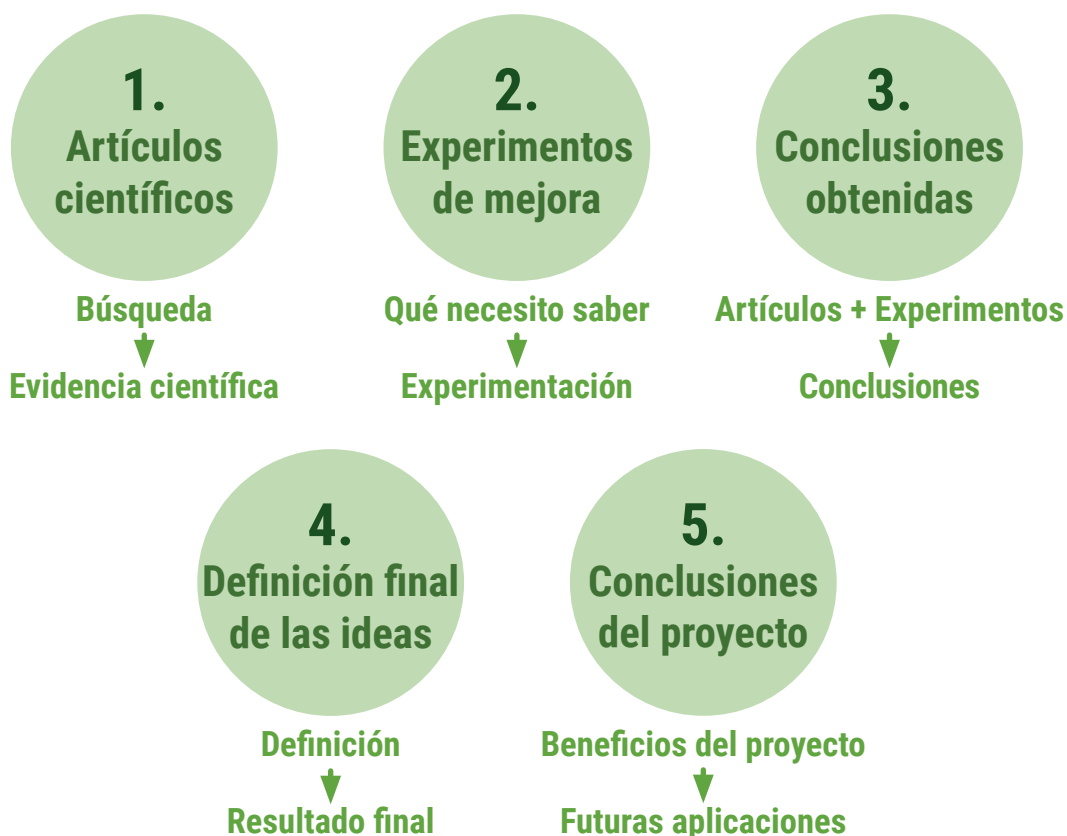 1.
Artículos
científicos
Búsqueda
Evidencia científica
2.
Experimentos
de mejora
Qué necesito saber
Experimentación
3.
Conclusiones
obtenidas
Artículos + Experimentos
Conclusiones
4.
Definición final
de las ideas
Definición
Resultado final
5.
Conclusiones
del proyecto
Beneficios del proyecto
Futuras aplicaciones